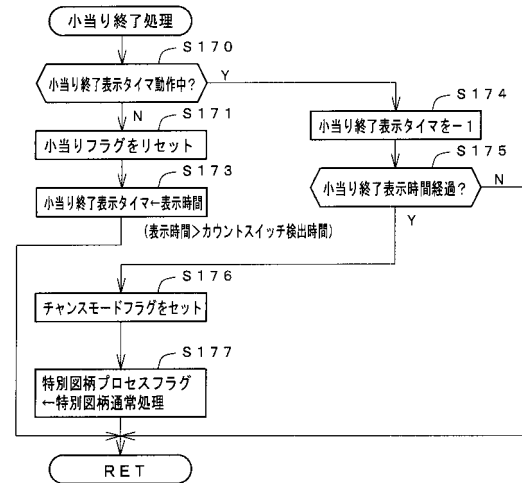 小当り終了処理
S170
小当り終了表示タイマ動作中?
Y
N
S171
小当りフラグをリセット
S173
小当り終了表示タイマ←表示時間
(表示時間>カウントスイッチ検出時間)
S174
小当り終了表示タイマを−1
S175
小当り終了表示時間経過?
N
Y
S176
チャンスモードフラグをセット
S177
特別図柄プロセスフラグ
←特別図柄通常処理
RET